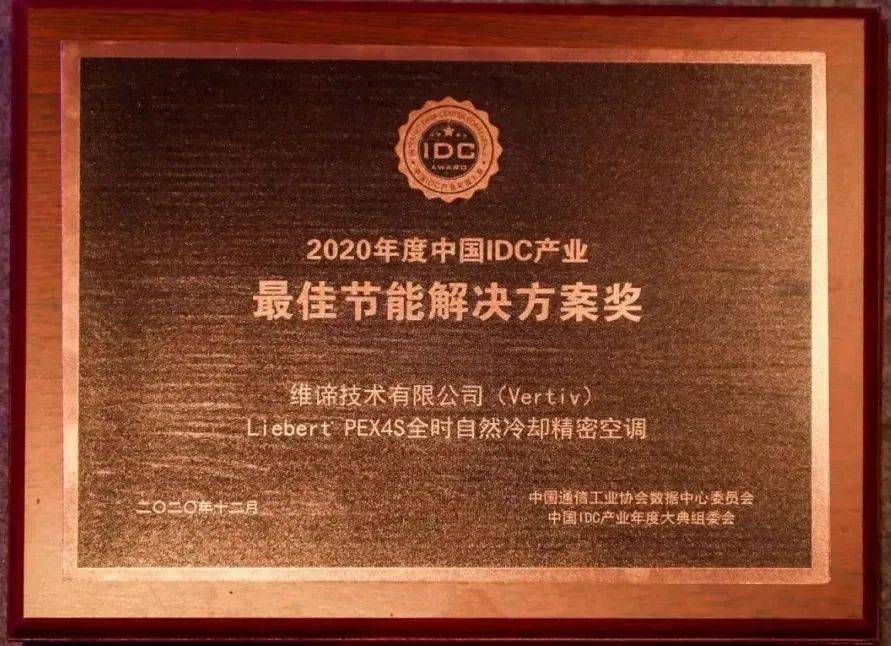 IDC
AWARD
2020年度中国IDC产业
最佳节能解决方案奖
维谛技术有限公司（Vertiv）
Liebert® PEX4S全时自然冷却精密空调
二〇二〇年十二月
中国通信工业协会数据中心委员会
中国IDC产业年度大典组委会